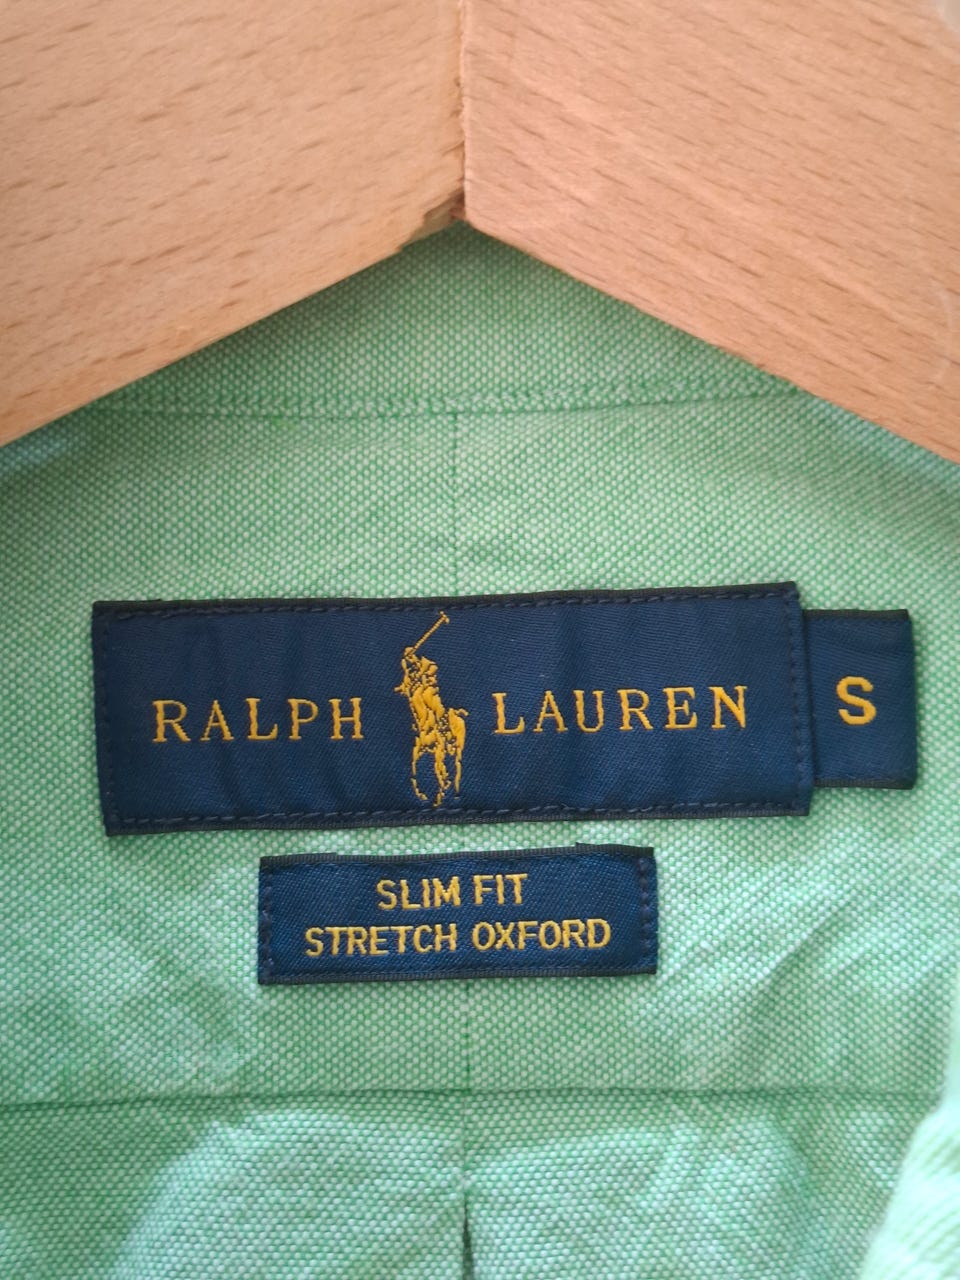 RALPH LAUREN
S
SLIM FIT
STRETCH OXFORD